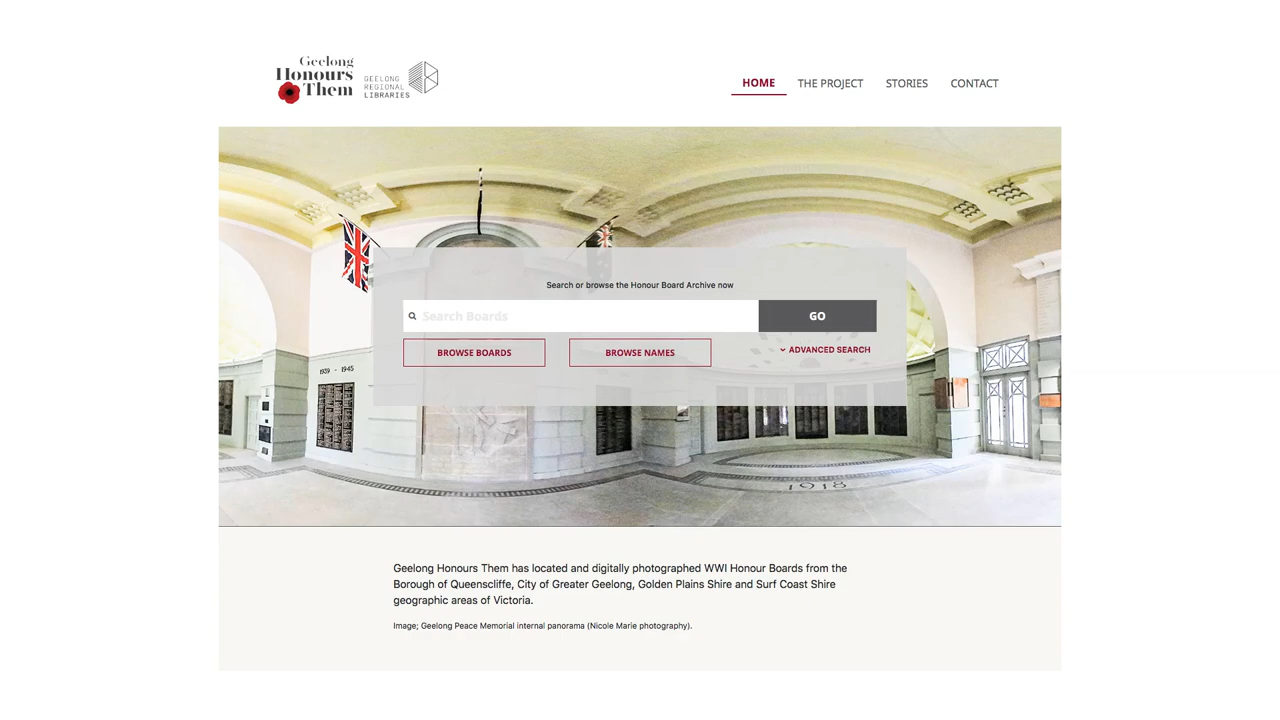 Geelong
Honours
Them
GEELONG
REGIONAL
LIBRARIES
HOME THE PROJECT STORIES CONTACT
Search or browse the Honour Board Archive now
Search Boards GO
BROWSE BOARDS BROWSE NAMES ADVANCED SEARCH
1939 - 1945
1918
Geelong Honours Them has located and digitally photographed WWI Honour Boards from the
Borough of Queenscliffe, City of Greater Geelong, Golden Plains Shire and Surf Coast Shire
geographic areas of Victoria.
Image; Geelong Peace Memorial internal panorama (Nicole Marie photography).